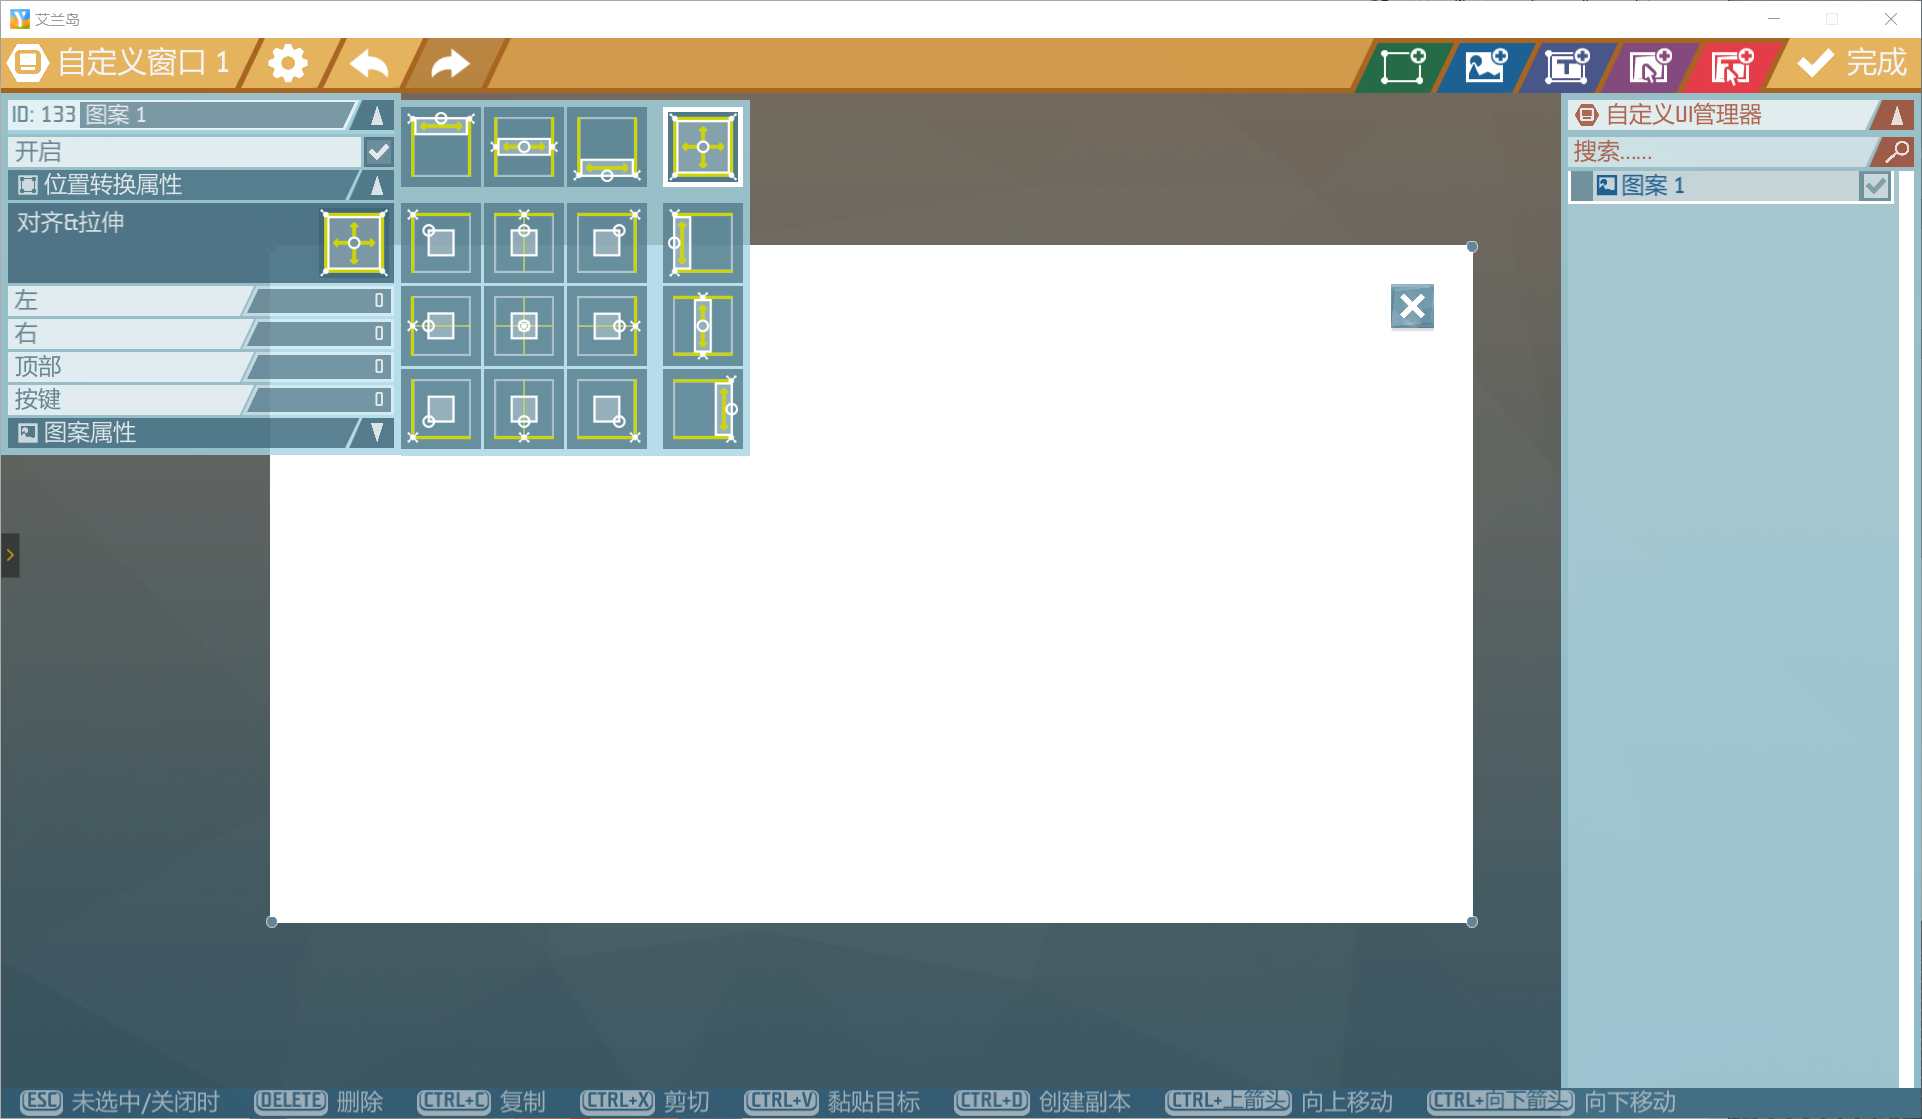 艾兰岛
自定义窗口 1
完成
ID: 133 图案 1
开启
位置转换属性
对齐&拉伸
左 0
右 0
顶部 0
按键 0
图案属性
自定义UI管理器
搜索......
图案 1
ESC 未选中/关闭时 DELETE 删除 CTRL+C 复制 CTRL+X 剪切 CTRL+V 黏贴目标 CTRL+D 创建副本 CTRL+上箭头 向上移动 CTRL+向下箭头 向下移动